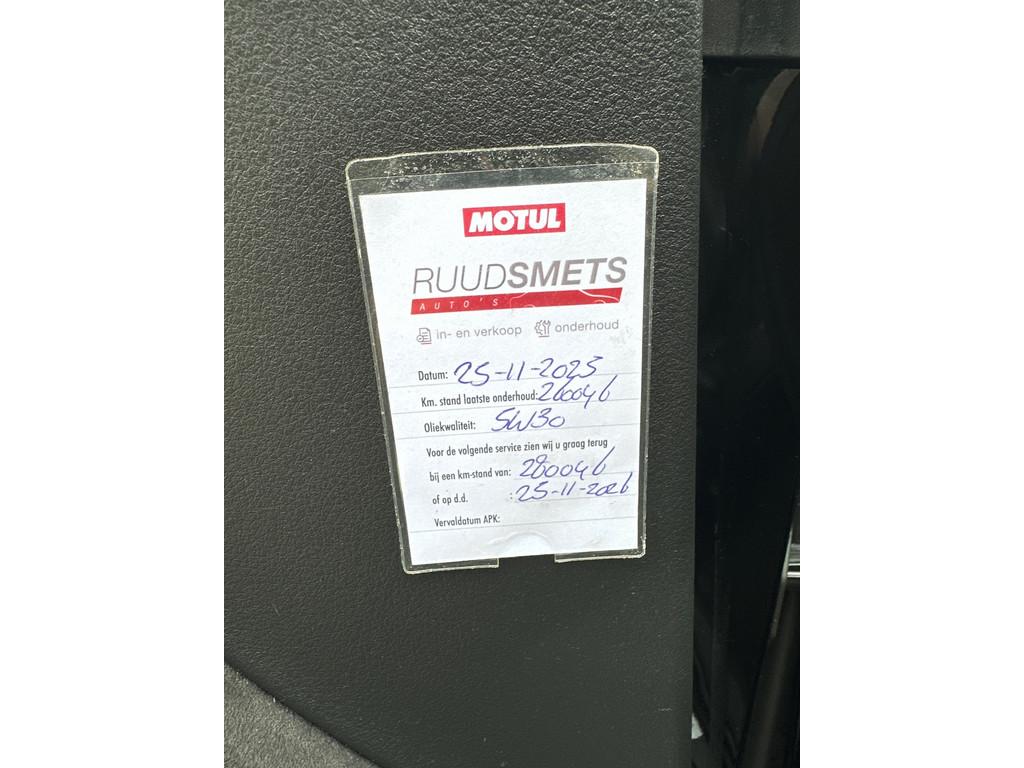 MOTUL
RUUDSMETS
AUTO'S
in- en verkoop onderhoud
Datum: 25-11-2025
Km. stand laatste onderhoud: 260046
Oliekwaliteit: 5W30
Voor de volgende service zien wij u graag terug
bij een km-stand van: 280046
of op d.d. : 25-11-2026
Vervaldatum APK: